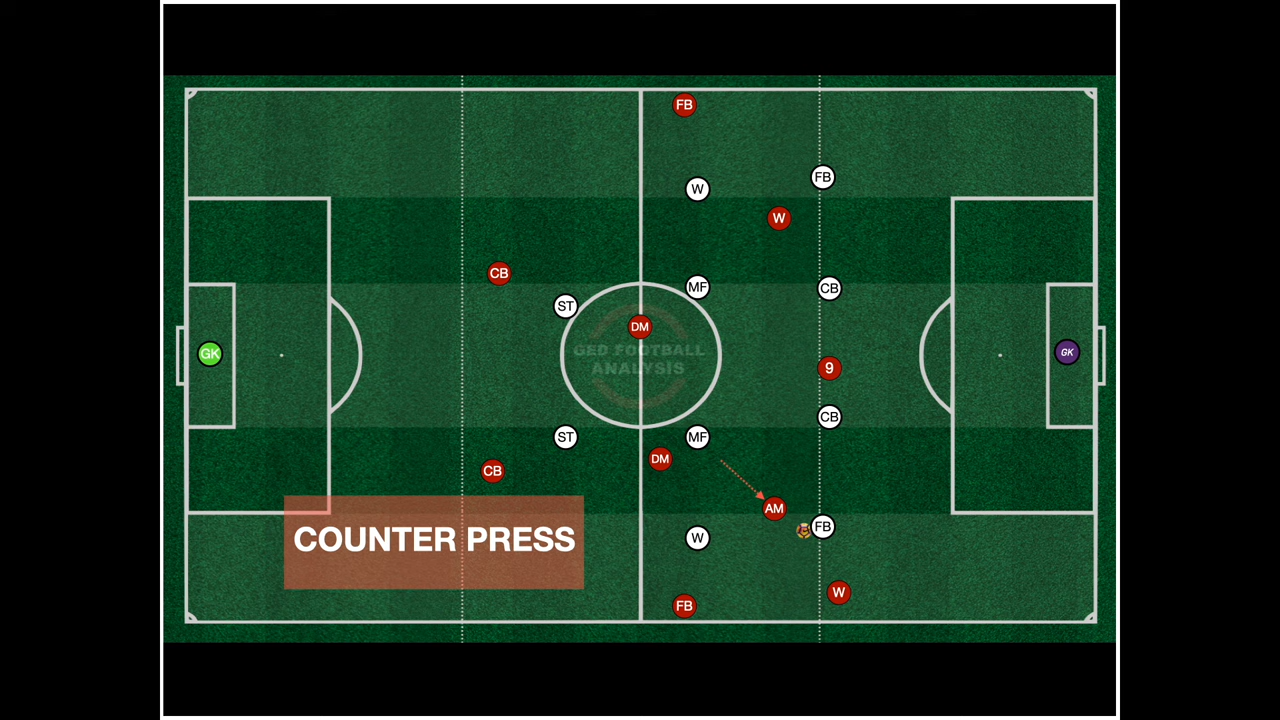 FB
W
FB
W
CB
MF
CB
ST
DM
GED FOOTBALL
ANALYSIS
GK
GK
9
CB
ST
MF
DM
CB
AM
FB
W
COUNTER PRESS
W
FB